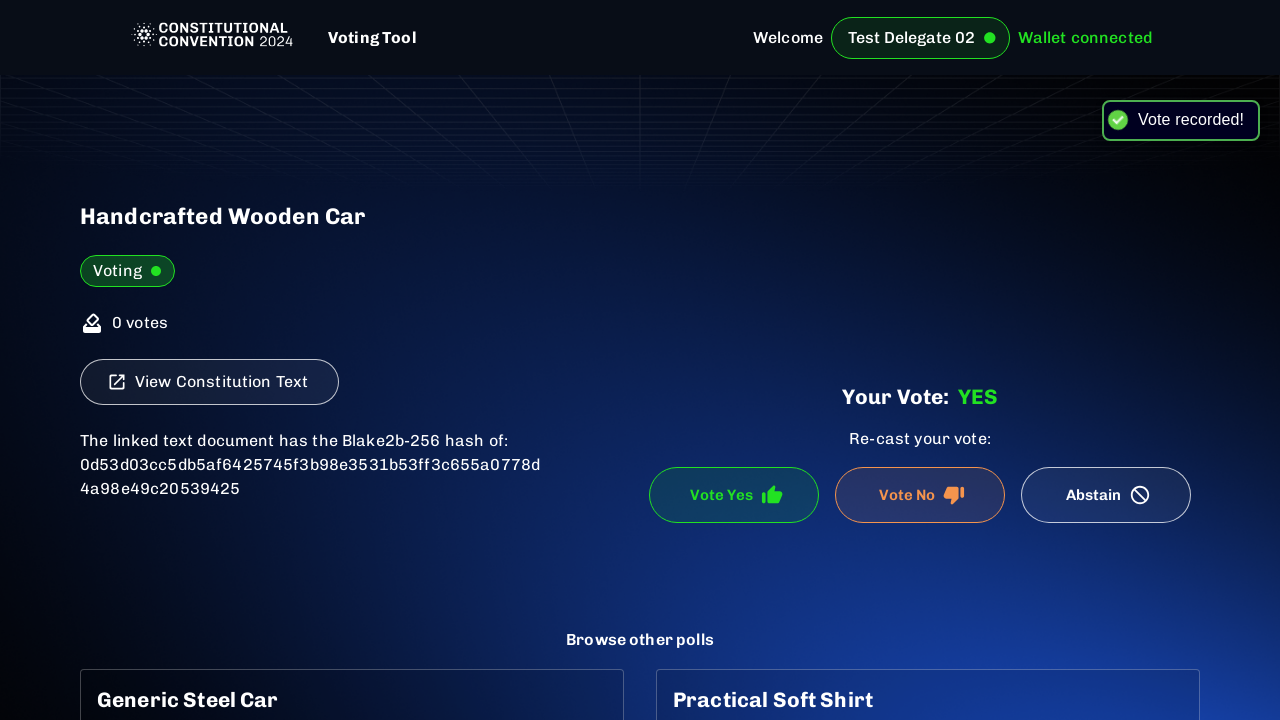 CONSTITUTIONAL
CONVENTION 2024
Voting Tool
Welcome
Test Delegate 02
Wallet connected
Vote recorded!
Handcrafted Wooden Car
Voting
0 votes
View Constitution Text
The linked text document has the Blake2b-256 hash of:
0d53d03cc5db5af6425745f3b98e3531b53ff3c655a0778d
4a98e49c20539425
Your Vote: YES
Re-cast your vote:
Vote Yes
Vote No
Abstain
Browse other polls
Generic Steel Car
Practical Soft Shirt